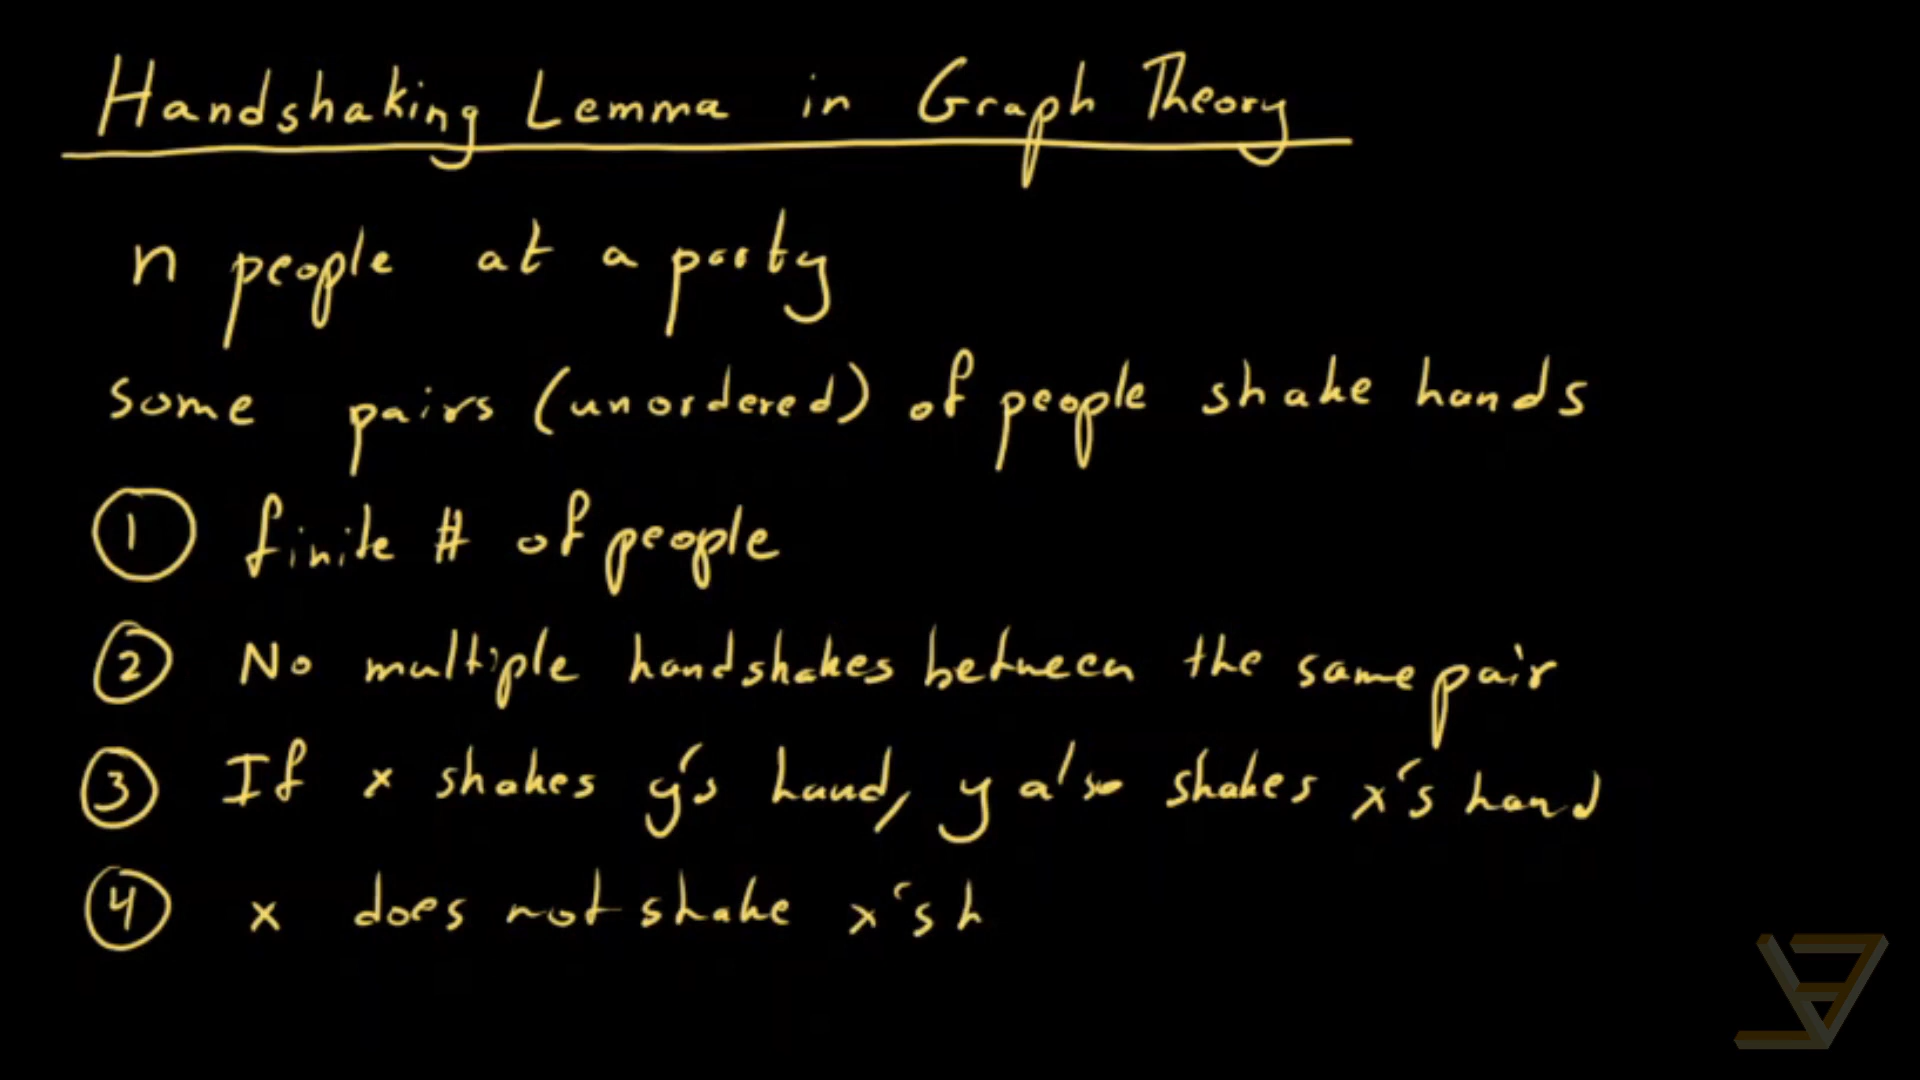 Handshaking Lemma in Graph Theory
n people at a party
some pairs (unordered) of people shake hands
① finite # of people
② No multiple handshakes between the same pair
③ If x shakes y's hand, y also shakes x's hand
④ x does not shake x's h